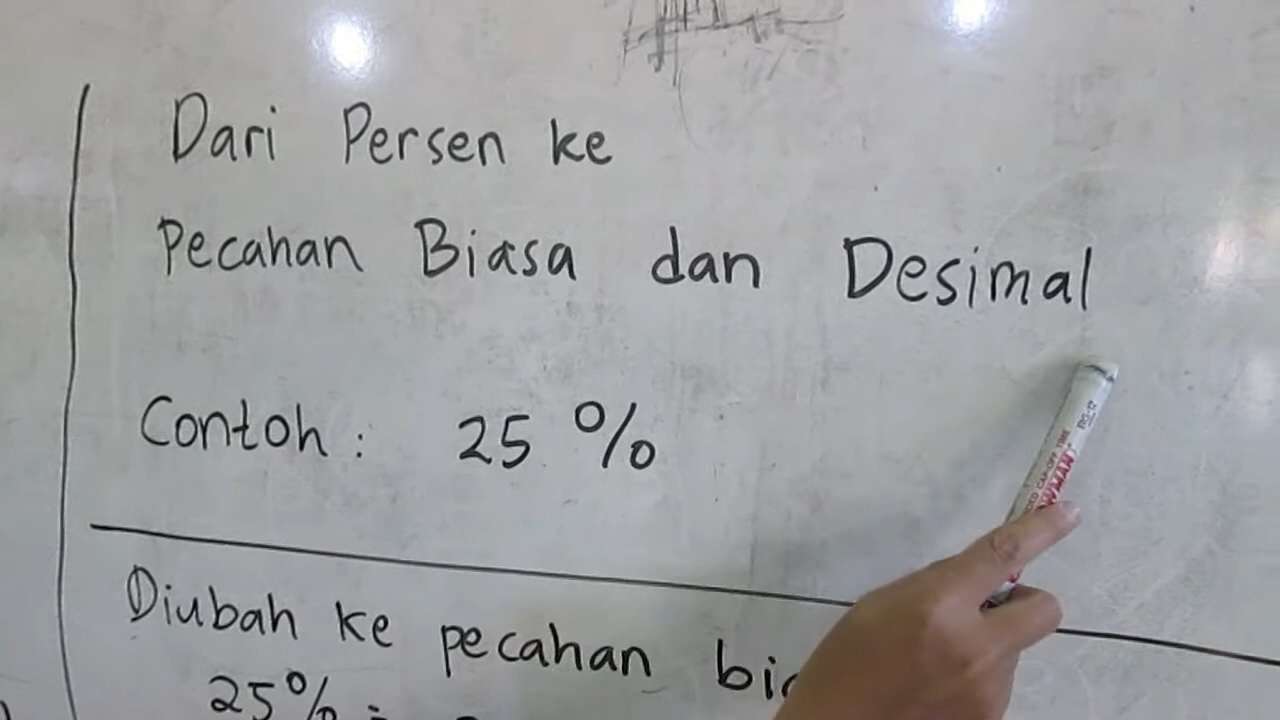 Dari Persen ke
Pecahan Biasa dan Desimal
Contoh : 25 %
Diubah ke pecahan
25% =